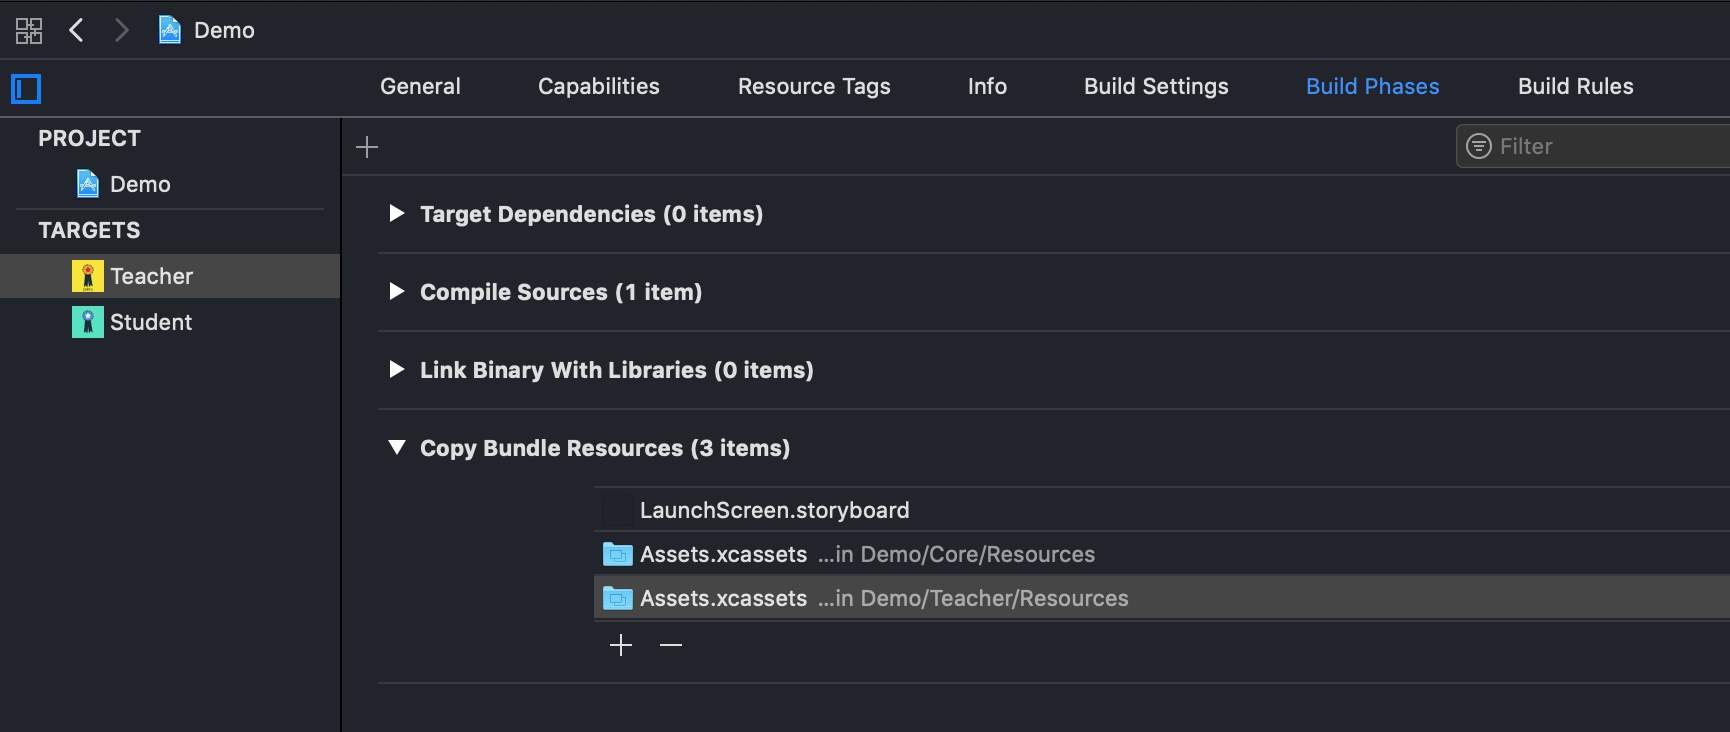 Demo
General Capabilities Resource Tags Info Build Settings Build Phases Build Rules
PROJECT
Demo
TARGETS
Teacher
Student
Filter
Target Dependencies (0 items)
Compile Sources (1 item)
Link Binary With Libraries (0 items)
Copy Bundle Resources (3 items)
LaunchScreen.storyboard
Assets.xcassets ...in Demo/Core/Resources
Assets.xcassets ...in Demo/Teacher/Resources